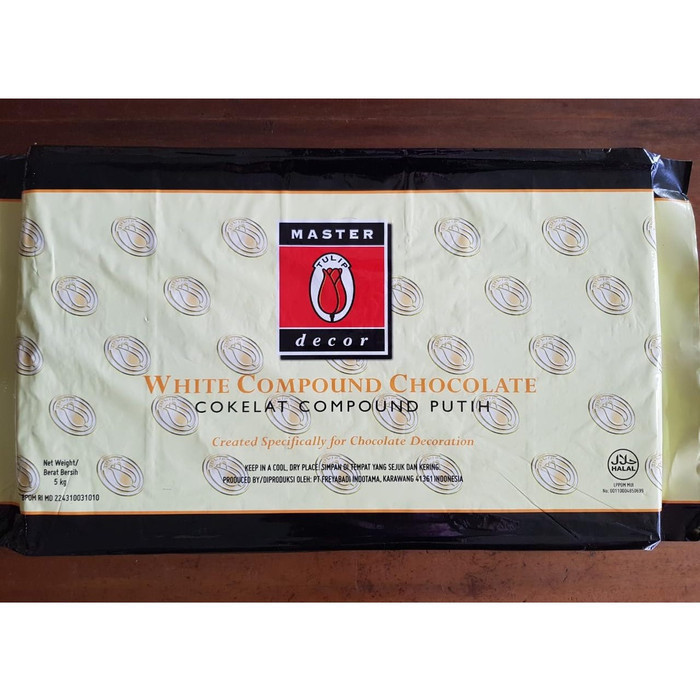 MASTER
TULIP
decor
WHITE COMPOUND CHOCOLATE
COKELAT COMPOUND PUTIH
Created Specifically for Chocolate Decoration
Net Weight/
Berat Bersih
5 kg
BPOM RI MD 224310031010
KEEP IN A COOL, DRY PLACE/SIMPAN DI TEMPAT YANG SEJUK DAN KERING
PRODUCED BY/DIPRODUKSI OLEH: PT FREYABADI INDOTAMA, KARAWANG 41361 INDONESIA
حلال
HALAL
LPPOM MUI